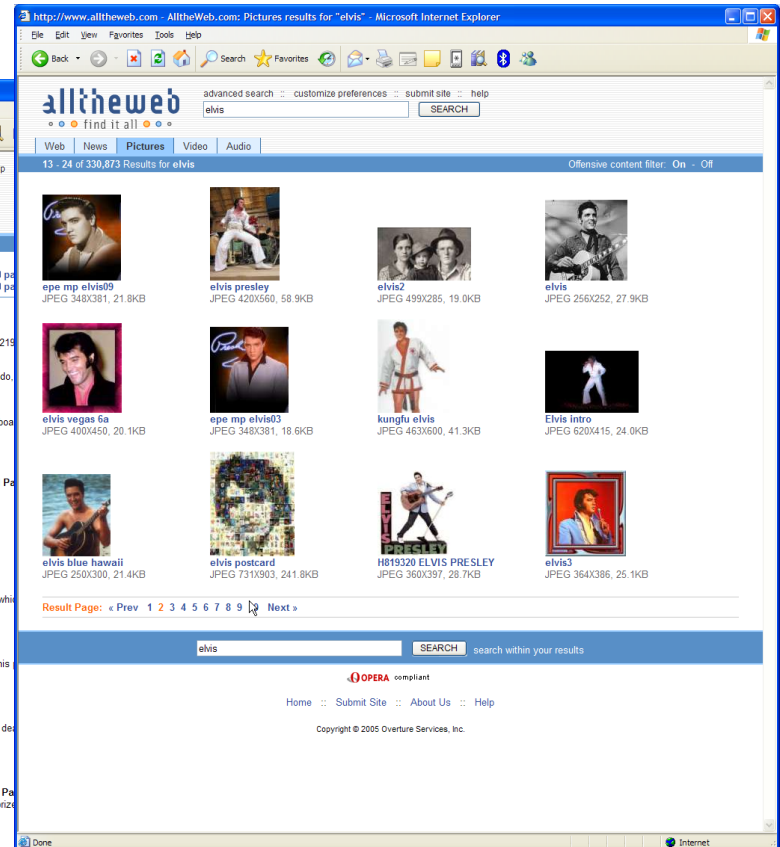 http://www.alltheweb.com - AlltheWeb.com: Pictures results for "elvis" - Microsoft Internet Explorer
File Edit View Favorites Tools Help
Back Search Favorites
alltheweb
find it all
advanced search :: customize preferences :: submit site :: help
elvis SEARCH
Web News Pictures Video Audio
13 - 24 of 330,873 Results for elvis Offensive content filter: On - Off
epe mp elvis09 elvis presley elvis2 elvis
JPEG 348X381, 21.8KB JPEG 420X560, 58.9KB JPEG 499X285, 19.0KB JPEG 256X252, 27.9KB
elvis vegas 6a epe mp elvis03 kungfu elvis Elvis intro
JPEG 400X450, 20.1KB JPEG 348X381, 18.6KB JPEG 463X600, 41.3KB JPEG 620X415, 24.0KB
ELVIS
PRESLEY
elvis blue hawaii elvis postcard H819320 ELVIS PRESLEY elvis3
JPEG 250X300, 21.4KB JPEG 731X903, 241.8KB JPEG 360X397, 28.7KB JPEG 364X386, 25.1KB
Result Page: « Prev 1 2 3 4 5 6 7 8 9 Next »
elvis SEARCH search within your results
OPERA compliant
Home :: Submit Site :: About Us :: Help
Copyright © 2005 Overture Services, Inc.
Done Internet